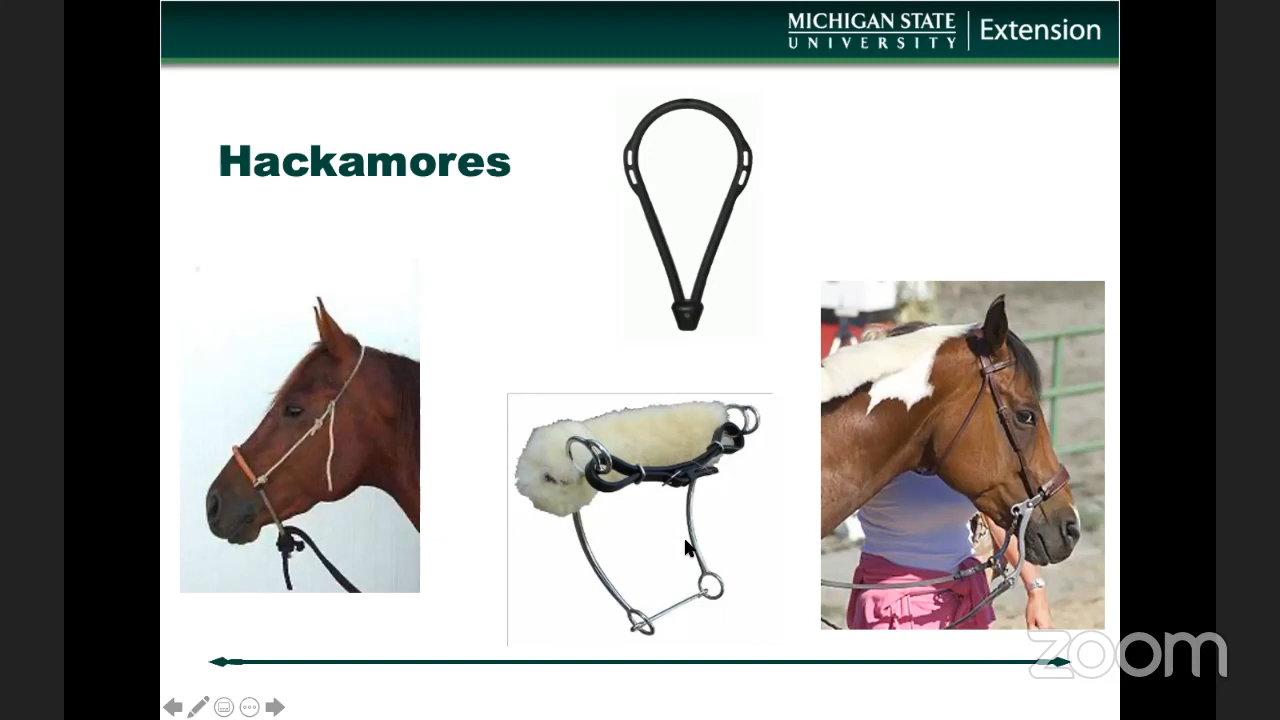 MICHIGAN STATE
UNIVERSITY
Extension
Hackamores
zoom